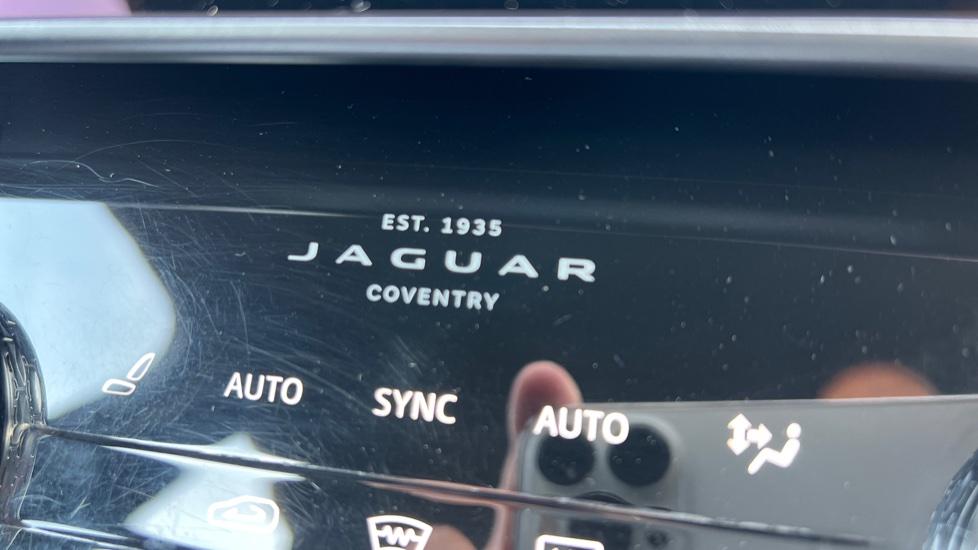 EST. 1935
JAGUAR
COVENTRY
AUTO SYNC AUTO